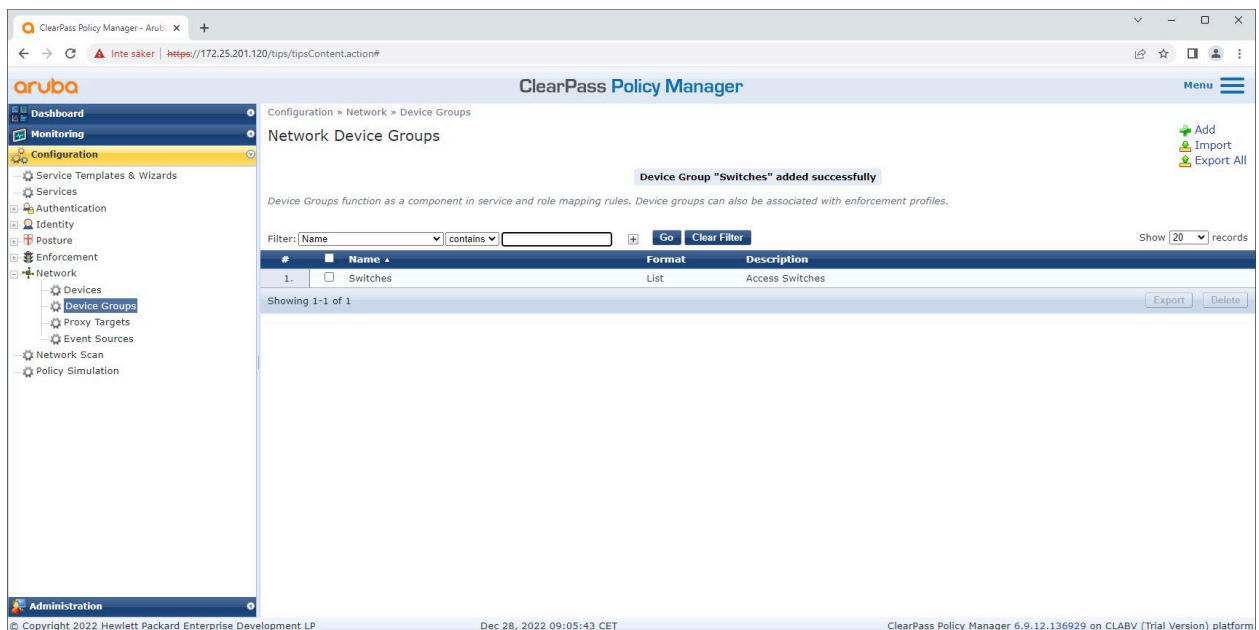 ClearPass Policy Manager - Arub
Inte säker | https://172.25.201.120/tips/tipsContent.action#
aruba
ClearPass Policy Manager
Menu
Dashboard
Monitoring
Configuration
Service Templates & Wizards
Services
Authentication
Identity
Posture
Enforcement
Network
Devices
Device Groups
Proxy Targets
Event Sources
Network Scan
Policy Simulation
Administration
Configuration » Network » Device Groups
Network Device Groups
Add
Import
Export All
Device Group "Switches" added successfully
Device Groups function as a component in service and role mapping rules. Device groups can also be associated with enforcement profiles.
Filter: Name contains Go Clear Filter Show 20 records
# Name Format Description
1. Switches List Access Switches
Showing 1-1 of 1 Export Delete
© Copyright 2022 Hewlett Packard Enterprise Development LP Dec 28, 2022 09:05:43 CET ClearPass Policy Manager 6.9.12.136929 on CLABV (Trial Version) platform